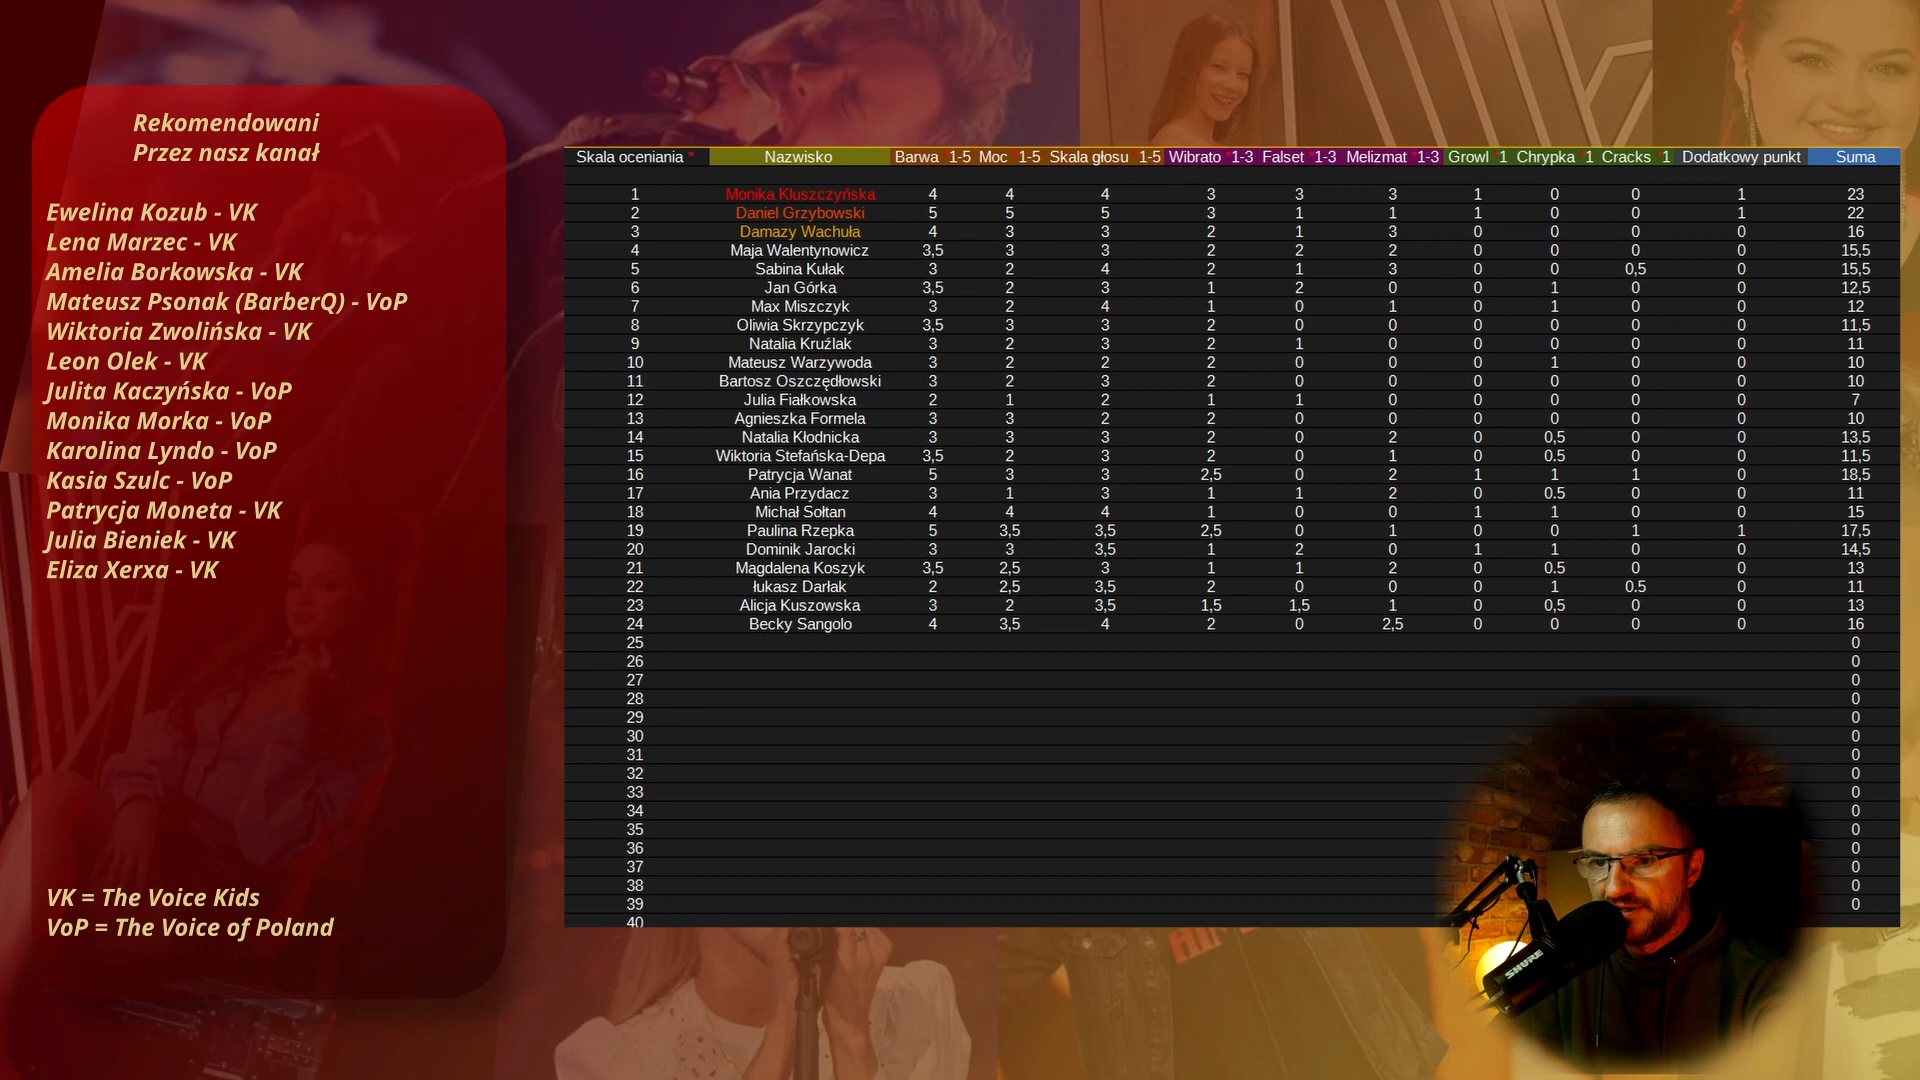 Rekomendowani
Przez nasz kanał
Ewelina Kozub - VK
Lena Marzec - VK
Amelia Borkowska - VK
Mateusz Psonak (BarberQ) - VoP
Wiktoria Zwolińska - VK
Leon Olek - VK
Julita Kaczyńska - VoP
Monika Morka - VoP
Karolina Lyndo - VoP
Kasia Szulc - VoP
Patrycja Moneta - VK
Julia Bieniek - VK
Eliza Xerxa - VK
VK = The Voice Kids
VoP = The Voice of Poland
Skala oceniania * Nazwisko Barwa *1-5 Moc *1-5 Skala głosu *1-5 Wibrato *1-3 Falset *1-3 Melizmat *1-3 Growl *1 Chrypka *1 Cracks *1 Dodatkowy punkt Suma
1 Monika Kluszczyńska 4 4 4 3 3 3 1 0 0 1 23
2 Daniel Grzybowski 5 5 5 3 1 1 1 0 0 1 22
3 Damazy Wachuła 4 3 3 2 1 3 0 0 0 0 16
4 Maja Walentynowicz 3,5 3 3 2 2 2 0 0 0 0 15,5
5 Sabina Kułak 3 2 4 2 1 3 0 0 0,5 0 15,5
6 Jan Górka 3,5 2 3 1 2 0 0 1 0 0 12,5
7 Max Miszczyk 3 2 4 1 0 1 0 1 0 0 12
8 Oliwia Skrzypczyk 3,5 3 3 2 0 0 0 0 0 0 11,5
9 Natalia Kruźlak 3 2 3 2 1 0 0 0 0 0 11
10 Mateusz Warzywoda 3 2 2 2 0 0 0 1 0 0 10
11 Bartosz Oszczędłowski 3 2 3 2 0 0 0 0 0 0 10
12 Julia Fiałkowska 2 1 2 1 1 0 0 0 0 0 7
13 Agnieszka Formela 3 3 2 2 0 0 0 0 0 0 10
14 Natalia Kłodnicka 3 3 3 2 0 2 0 0,5 0 0 13,5
15 Wiktoria Stefańska-Depa 3,5 2 3 2 0 1 0 0.5 0 0 11,5
16 Patrycja Wanat 5 3 3 2,5 0 2 1 1 1 0 18,5
17 Ania Przydacz 3 1 3 1 1 2 0 0.5 0 0 11
18 Michał Sołtan 4 4 4 1 0 0 1 1 0 0 15
19 Paulina Rzepka 5 3,5 3,5 2,5 0 1 0 0 1 1 17,5
20 Dominik Jarocki 3 3 3,5 1 2 0 1 1 0 0 14,5
21 Magdalena Koszyk 3,5 2,5 3 1 1 2 0 0.5 0 0 13
22 łukasz Darłak 2 2,5 3,5 2 0 0 0 1 0.5 0 11
23 Alicja Kuszowska 3 2 3,5 1,5 1,5 1 0 0,5 0 0 13
24 Becky Sangolo 4 3,5 4 2 0 2,5 0 0 0 0 16
25 0
26 0
27 0
28 0
29 0
30 0
31 0
32 0
33 0
34 0
35 0
36 0
37 0
38 0
39 0
40
SHURE